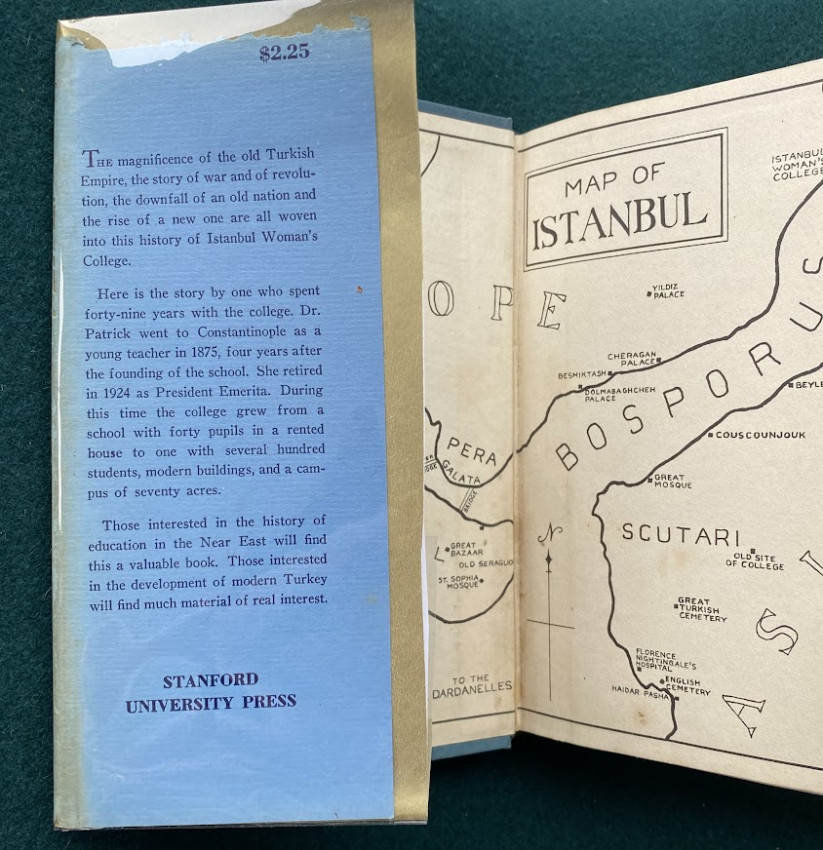 $2.25
THE magnificence of the old Turkish
Empire, the story of war and of revolu-
tion, the downfall of an old nation and
the rise of a new one are all woven
into this history of Istanbul Woman's
College.
Here is the story by one who spent
forty-nine years with the college. Dr.
Patrick went to Constantinople as a
young teacher in 1875, four years after
the founding of the school. She retired
in 1924 as President Emerita. During
this time the college grew from a
school with forty pupils in a rented
house to one with several hundred
students, modern buildings, and a cam-
pus of seventy acres.
Those interested in the history of
education in the Near East will find
this a valuable book. Those interested
in the development of modern Turkey
will find much material of real interest.
STANFORD
UNIVERSITY PRESS
MAP OF
ISTANBUL
ISTANBUL
WOMAN'S
COLLEGE
OPE
YILDIZ
PALACE
CHERAGAN
PALACE
BESHIKTASH
DOLMABAGHCHEH
PALACE
BOSPORUS
BEYLE
COUSCOUNJOUK
PERA
GALATA
BRIDGE
GREAT
MOSQUE
N
SCUTARI
OLD SITE
OF COLLEGE
GREAT
BAZAAR
OLD SERAGLIO
ST. SOPHIA
MOSQUE
GREAT
TURKISH
CEMETERY
FLORENCE
NIGHTINGALE'S
HOSPITAL
ENGLISH
CEMETERY
HAIDAR PASHA
TO THE
DARDANELLES
ASI